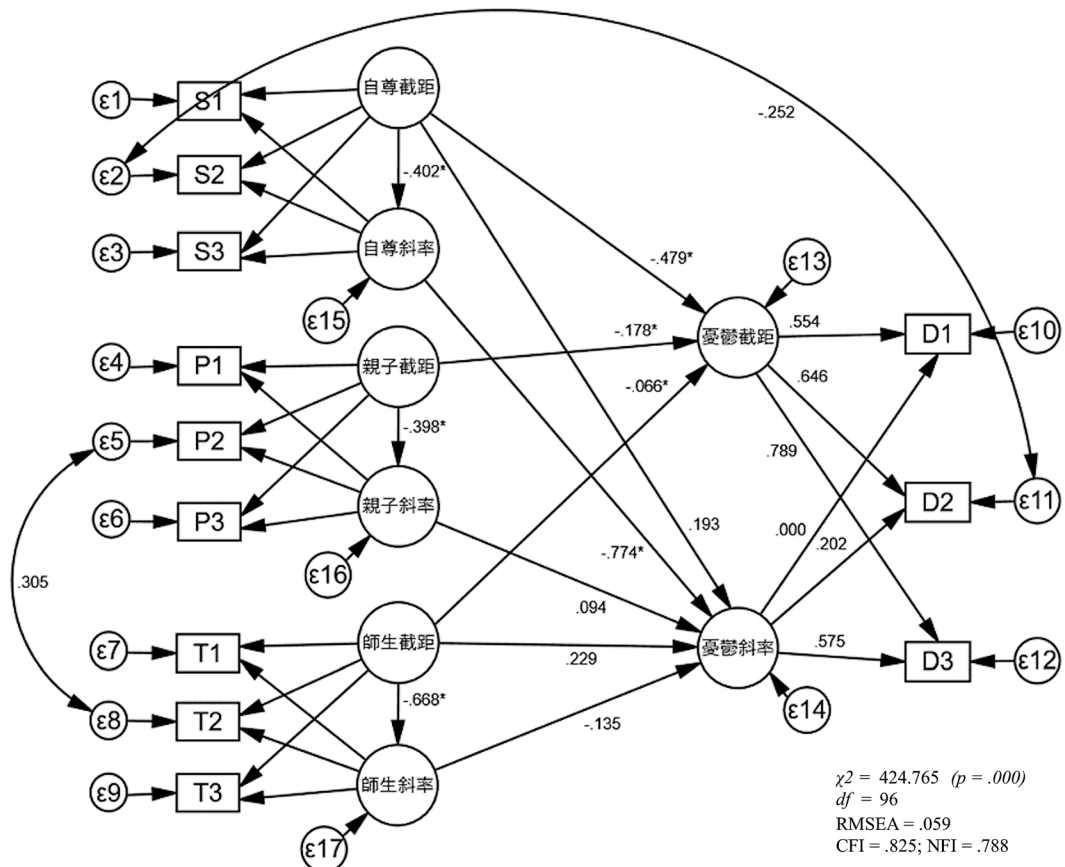 自尊截距
ε1
S1
-.252
ε2
S2
-.402*
ε3
S3
自尊斜率
-.479*
ε13
ε15
-.178*
.554
D1
ε10
ε4
P1
親子截距
憂鬱截距
-.066*
.646
ε5
P2
-.398*
.789
ε6
P3
親子斜率
D2
ε11
.193
.000
.202
-.774*
ε16
.305
.094
ε7
T1
師生截距
.229
憂鬱斜率
.575
D3
ε12
ε8
T2
-.668*
-.135
ε14
ε9
T3
師生斜率
ε17
χ2 = 424.765 (p = .000)
df = 96
RMSEA = .059
CFI = .825; NFI = .788